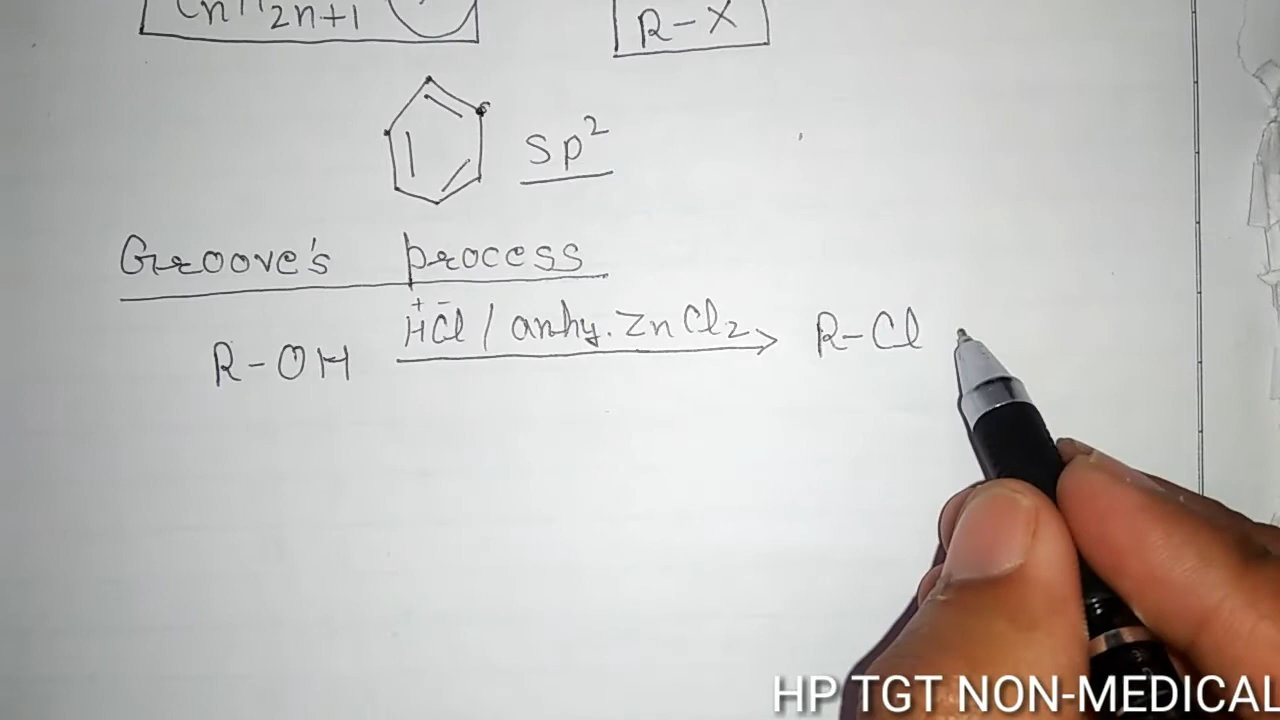 CnH2n+1
R-X
sp²
Groove's process
+ -
HCl / anhy. ZnCl2
R-OH
R-Cl
HP TGT NON-MEDICAL